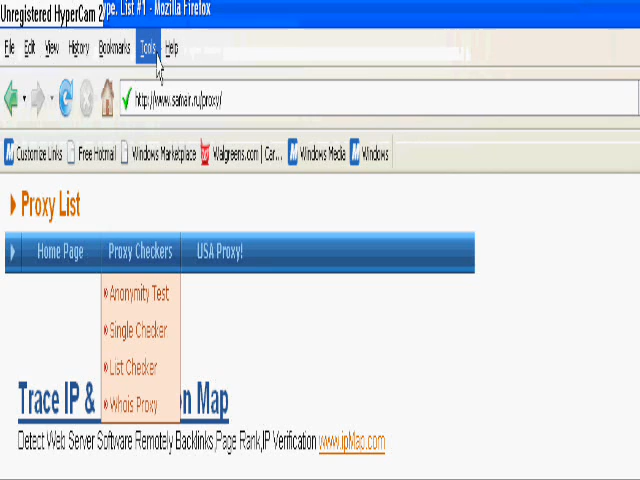 Unregistered HyperCam 2
ype. List #1 - Mozilla Firefox
File Edit View History Bookmarks Tools Help
http://www.samair.ru/proxy/
Customize Links Free Hotmail Windows Marketplace Walgreens.com | Car... Windows Media Windows
Proxy List
Home Page Proxy Checkers USA Proxy!
Anonymity Test
Single Checker
List Checker
Whois Proxy
Trace IP & n Map
Detect Web Server Software Remotely Backlinks,Page Rank,IP Verification www.ipMap.com